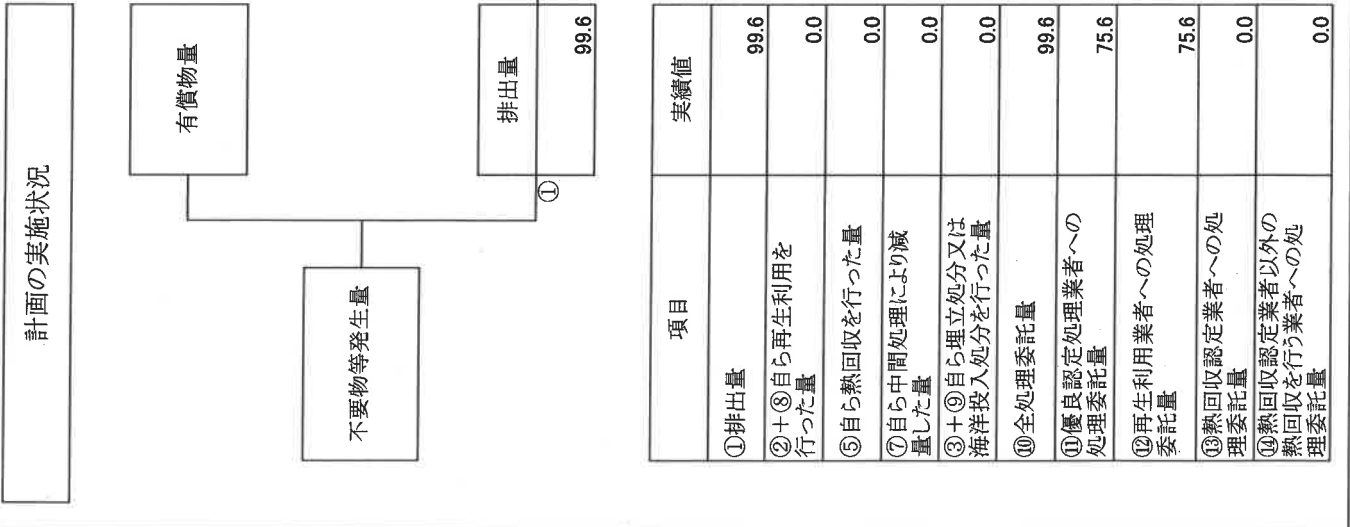 計画の実施状況
有償物量
不要物等発生量
排出量
①
99.6
項目
実績値
①排出量
99.6
②+⑧自ら再生利用を
行った量
0.0
⑤自ら熱回収を行った量
0.0
⑦自ら中間処理により減
量した量
0.0
③+⑨自ら埋立処分又は
海洋投入処分を行った量
0.0
⑩全処理委託量
99.6
⑪優良認定処理業者への
処理委託量
75.6
⑫再生利用業者への処理
委託量
75.6
⑬熱回収認定業者への処
理委託量
0.0
⑭熱回収認定業者以外の
熱回収を行う業者への処
理委託量
0.0